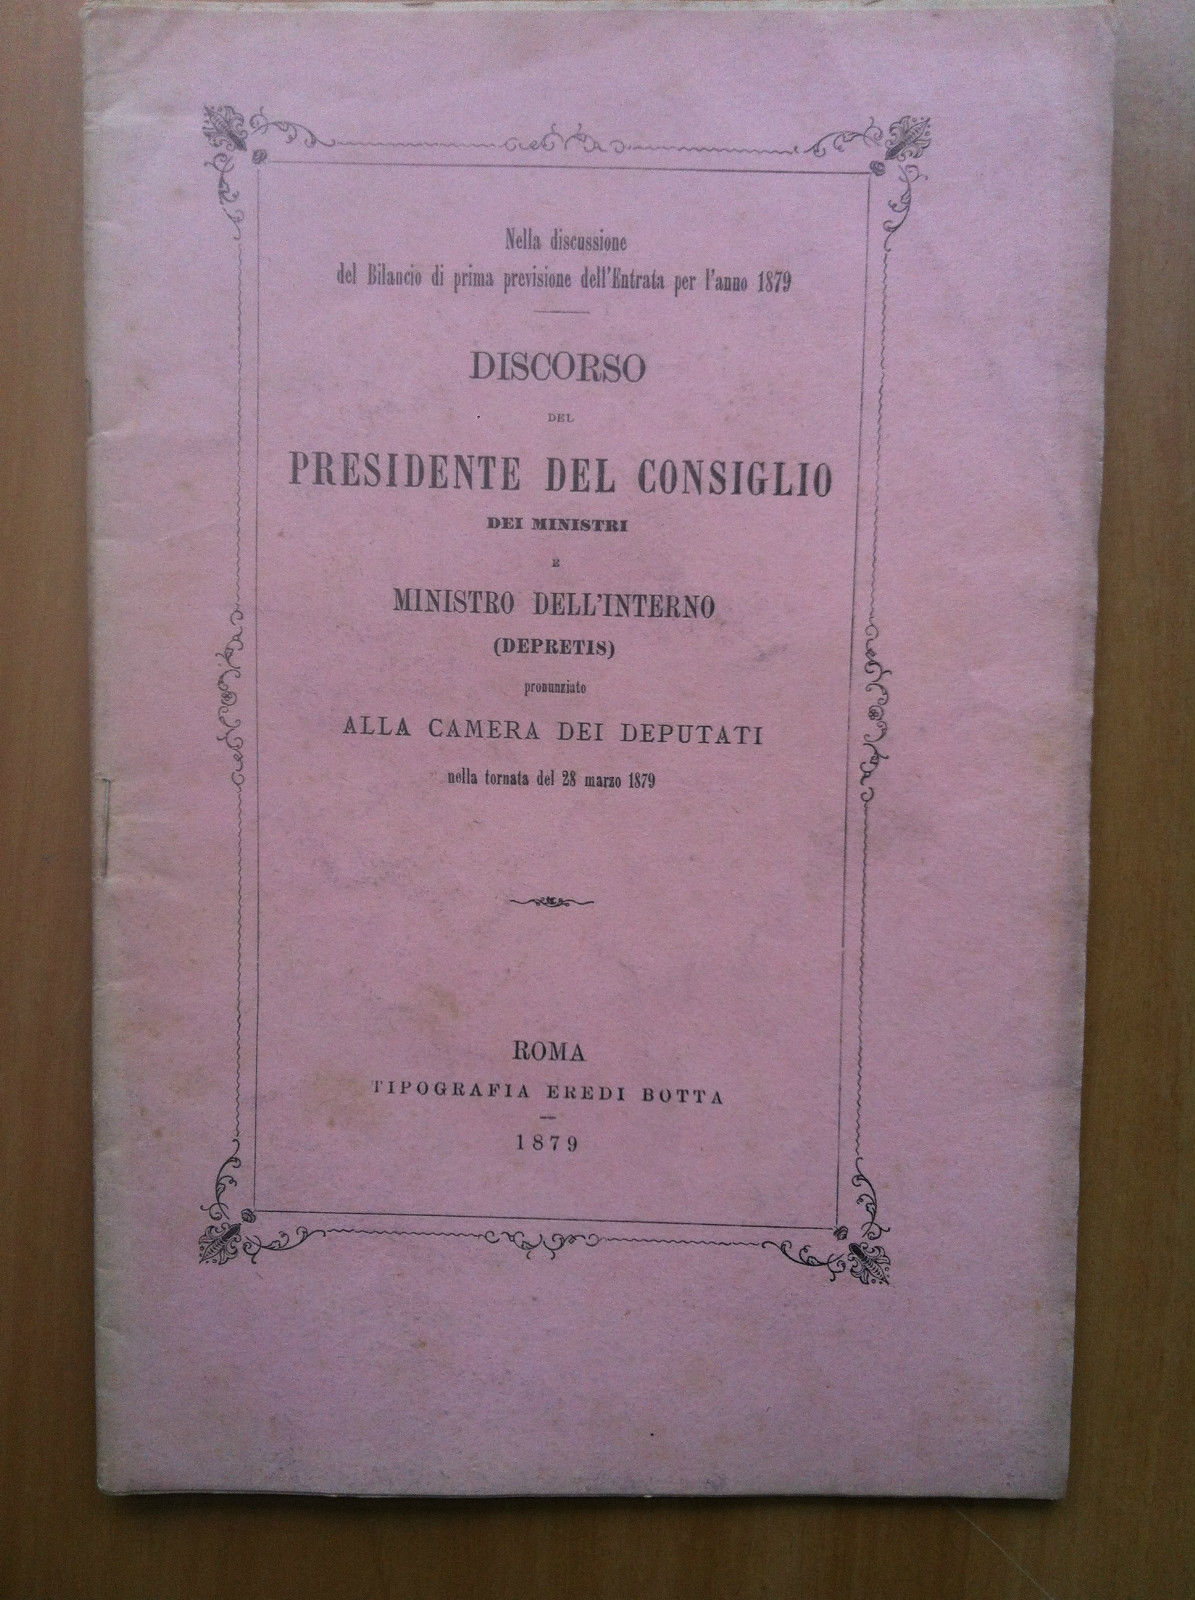 Nella discussione
del Bilancio di prima previsione dell'Entrata per l'anno 1879
DISCORSO
DEL
PRESIDENTE DEL CONSIGLIO
DEI MINISTRI
E
MINISTRO DELL'INTERNO
(DEPRETIS)
pronunziato
ALLA CAMERA DEI DEPUTATI
nella tornata del 28 marzo 1879
ROMA
TIPOGRAFIA EREDI BOTTA
1879